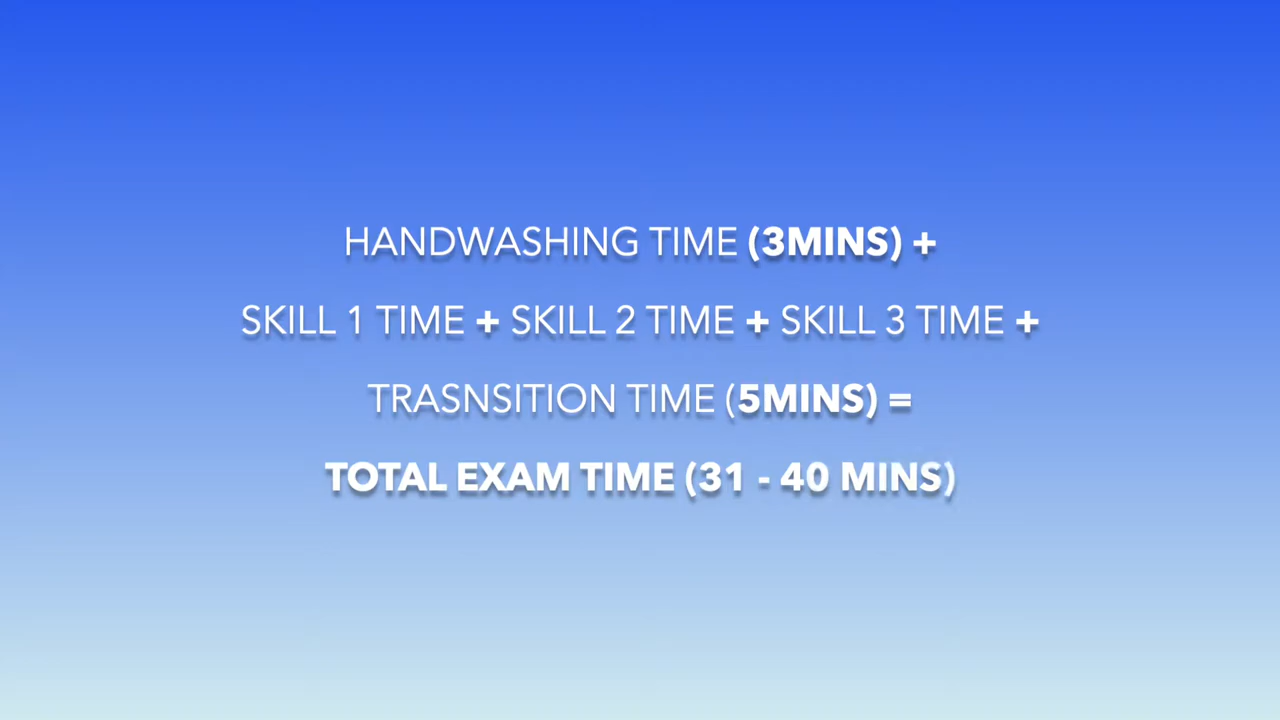 HANDWASHING TIME (3MINS) +
SKILL 1 TIME + SKILL 2 TIME + SKILL 3 TIME +
TRASNSITION TIME (5MINS) =
TOTAL EXAM TIME (31 - 40 MINS)